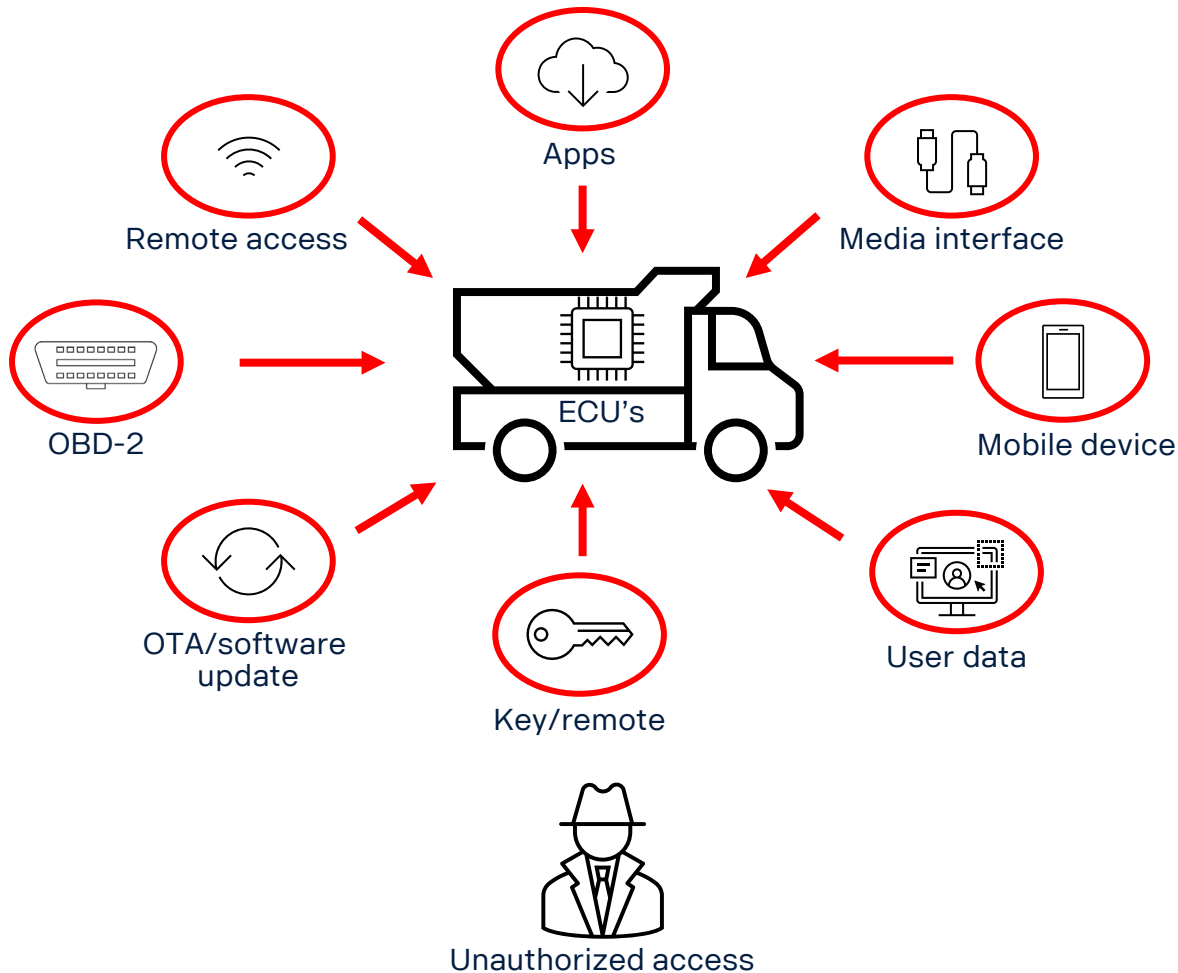 Apps
Remote access
Media interface
ECU's
OBD-2
Mobile device
OTA/software
update
User data
Key/remote
Unauthorized access